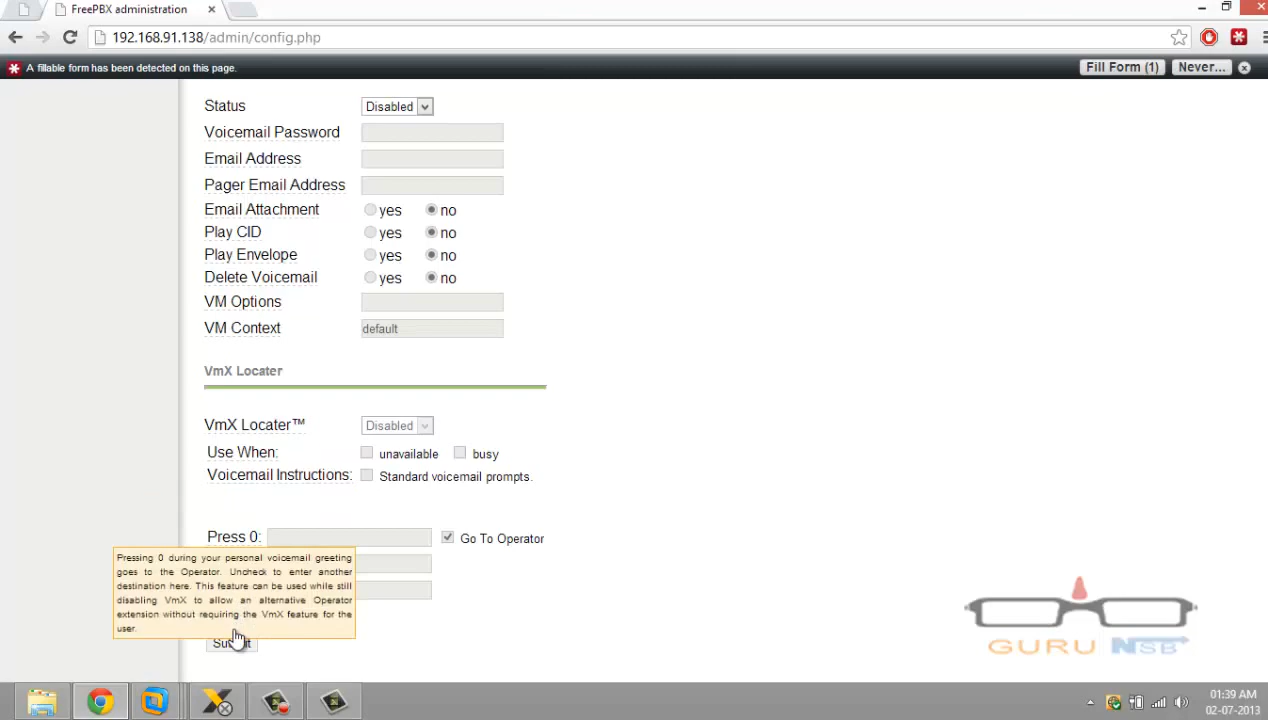 FreePBX administration
192.168.91.138/admin/config.php
A fillable form has been detected on this page.
Fill Form (1)
Never...
Status
Disabled
Voicemail Password
Email Address
Pager Email Address
Email Attachment
yes
no
Play CID
yes
no
Play Envelope
yes
no
Delete Voicemail
yes
no
VM Options
VM Context
default
VmX Locater
VmX Locater™
Disabled
Use When:
unavailable
busy
Voicemail Instructions:
Standard voicemail prompts.
Press 0:
Go To Operator
Pressing 0 during your personal voicemail greeting
goes to the Operator. Uncheck to enter another
destination here. This feature can be used while still
disabling VmX to allow an alternative Operator
extension without requiring the VmX feature for the
user.
GURU NSB
01:39 AM
02-07-2013